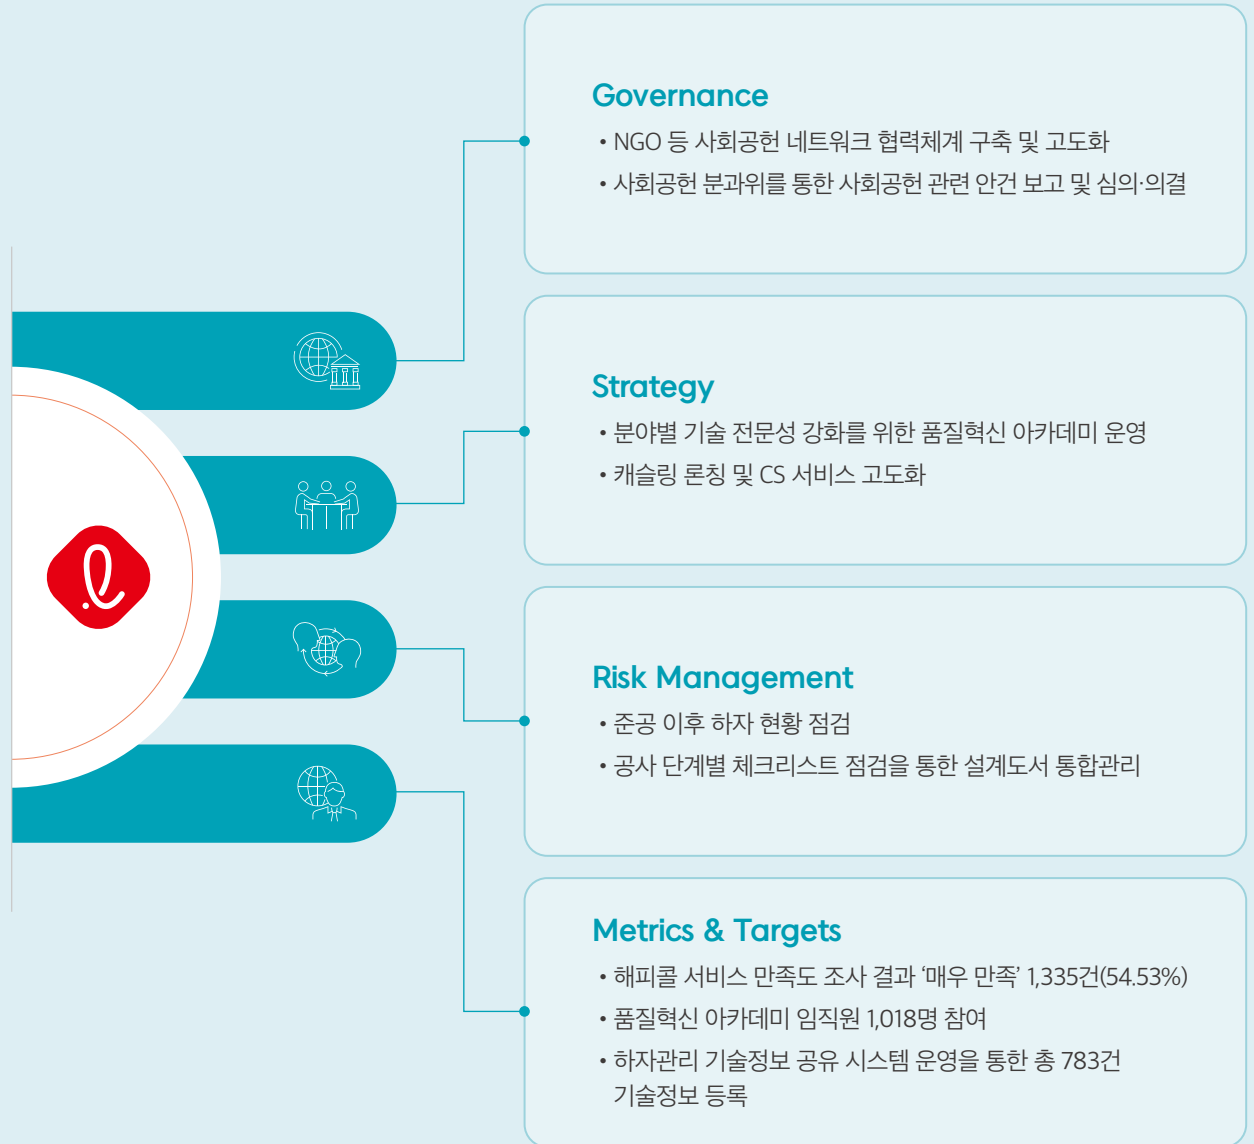 Governance
• NGO 등 사회공헌 네트워크 협력체계 구축 및 고도화
• 사회공헌 분과위를 통한 사회공헌 관련 안건 보고 및 심의·의결
Strategy
• 분야별 기술 전문성 강화를 위한 품질혁신 아카데미 운영
• 캐슬링 론칭 및 CS 서비스 고도화
Risk Management
• 준공 이후 하자 현황 점검
• 공사 단계별 체크리스트 점검을 통한 설계도서 통합관리
Metrics & Targets
• 해피콜 서비스 만족도 조사 결과 ‘매우 만족’ 1,335건(54.53%)
• 품질혁신 아카데미 임직원 1,018명 참여
• 하자관리 기술정보 공유 시스템 운영을 통한 총 783건
기술정보 등록